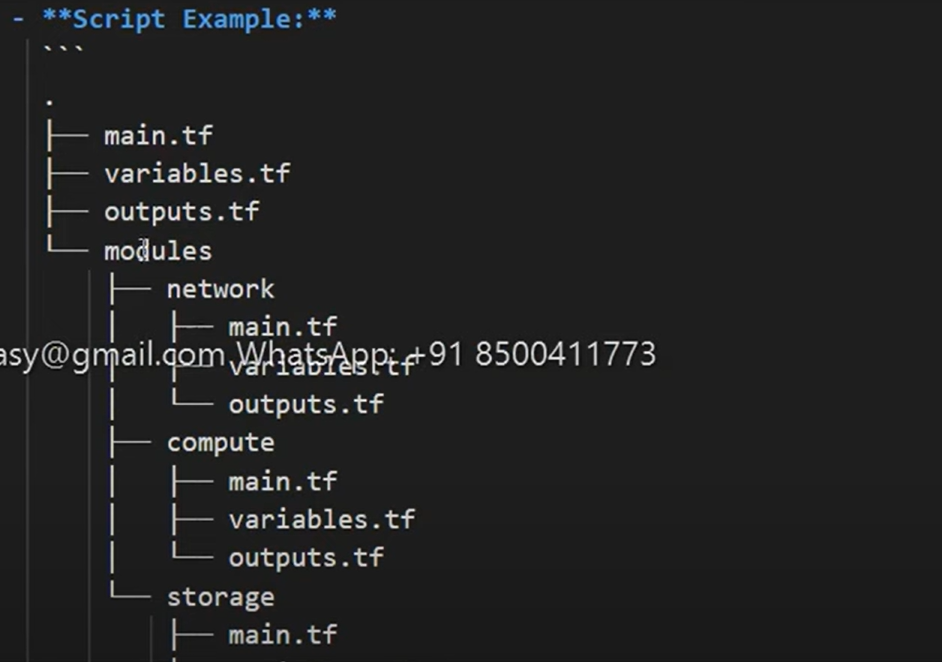 - **Script Example:**
```
.
├── main.tf
├── variables.tf
├── outputs.tf
└── modules
├── network
│ ├── main.tf
asy@gmail.com WhatsApp: +91 8500411773
│ ├── variables.tf
│ └── outputs.tf
├── compute
│ ├── main.tf
│ ├── variables.tf
│ └── outputs.tf
└── storage
├── main.tf